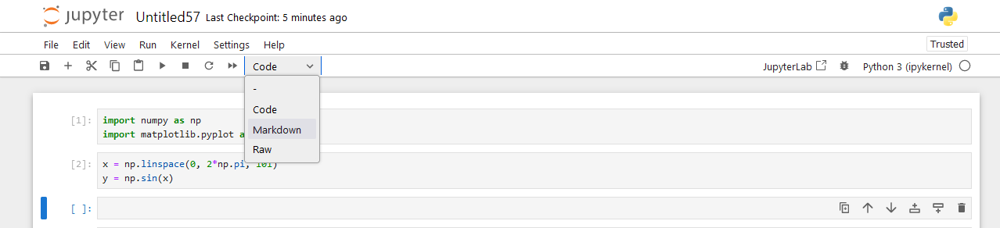 jupyter Untitled57 Last Checkpoint: 5 minutes ago
File Edit View Run Kernel Settings Help Trusted
Code JupyterLab Python 3 (ipykernel)
-
Code
Markdown
Raw
[1]: import numpy as np
import matplotlib.pyplot
[2]: x = np.linspace(0, 2*np.pi, 101)
y = np.sin(x)
[ ]: